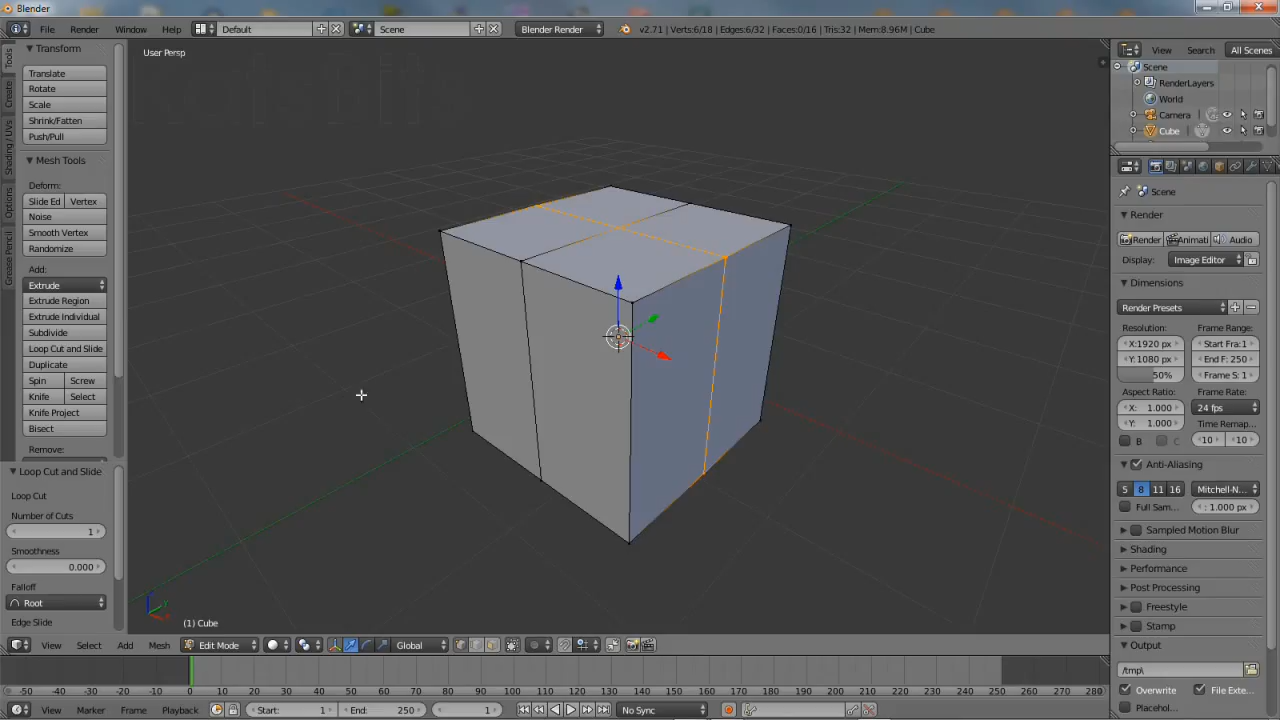 Blender
File Render Window Help Default Scene Blender Render v2.71 | Verts:6/18 | Edges:6/32 | Faces:0/16 | Tris:32 | Mem:8.96M | Cube
Tools
Create
Shading / UVs
Options
Grease Pencil
Transform
Translate
Rotate
Scale
Shrink/Fatten
Push/Pull
Mesh Tools
Deform:
Slide Ed Vertex
Noise
Smooth Vertex
Randomize
Add:
Extrude
Extrude Region
Extrude Individual
Subdivide
Loop Cut and Slide
Duplicate
Spin Screw
Knife Select
Knife Project
Bisect
Remove:
Loop Cut and Slide
Loop Cut
Number of Cuts
1
Smoothness
0.000
Falloff
Root
Edge Slide
User Persp
(1) Cube
View Search All Scenes
Scene
RenderLayers
World
Camera
Cube
Scene
Render
Render Animati Audio
Display: Image Editor
Dimensions
Render Presets
Resolution: Frame Range:
X:1920 px Start Fra:1
Y:1080 px End F: 250
50% Frame S: 1
Aspect Ratio: Frame Rate:
X: 1.000 24 fps
Y: 1.000 Time Remap...
B C 10 10
Anti-Aliasing
5 8 11 16 Mitchell-N...
Full Sam... : 1.000 px
Sampled Motion Blur
Shading
Performance
Post Processing
Freestyle
Stamp
Output
/tmp\
Overwrite File Exte...
Placehol...
View Select Add Mesh Edit Mode Global
-50 -40 -30 -20 -10 0 10 20 30 40 50 60 70 80 90 100 110 120 130 140 150 160 170 180 190 200 210 220 230 240 250 260 270 280
View Marker Frame Playback Start: 1 End: 250 1 No Sync